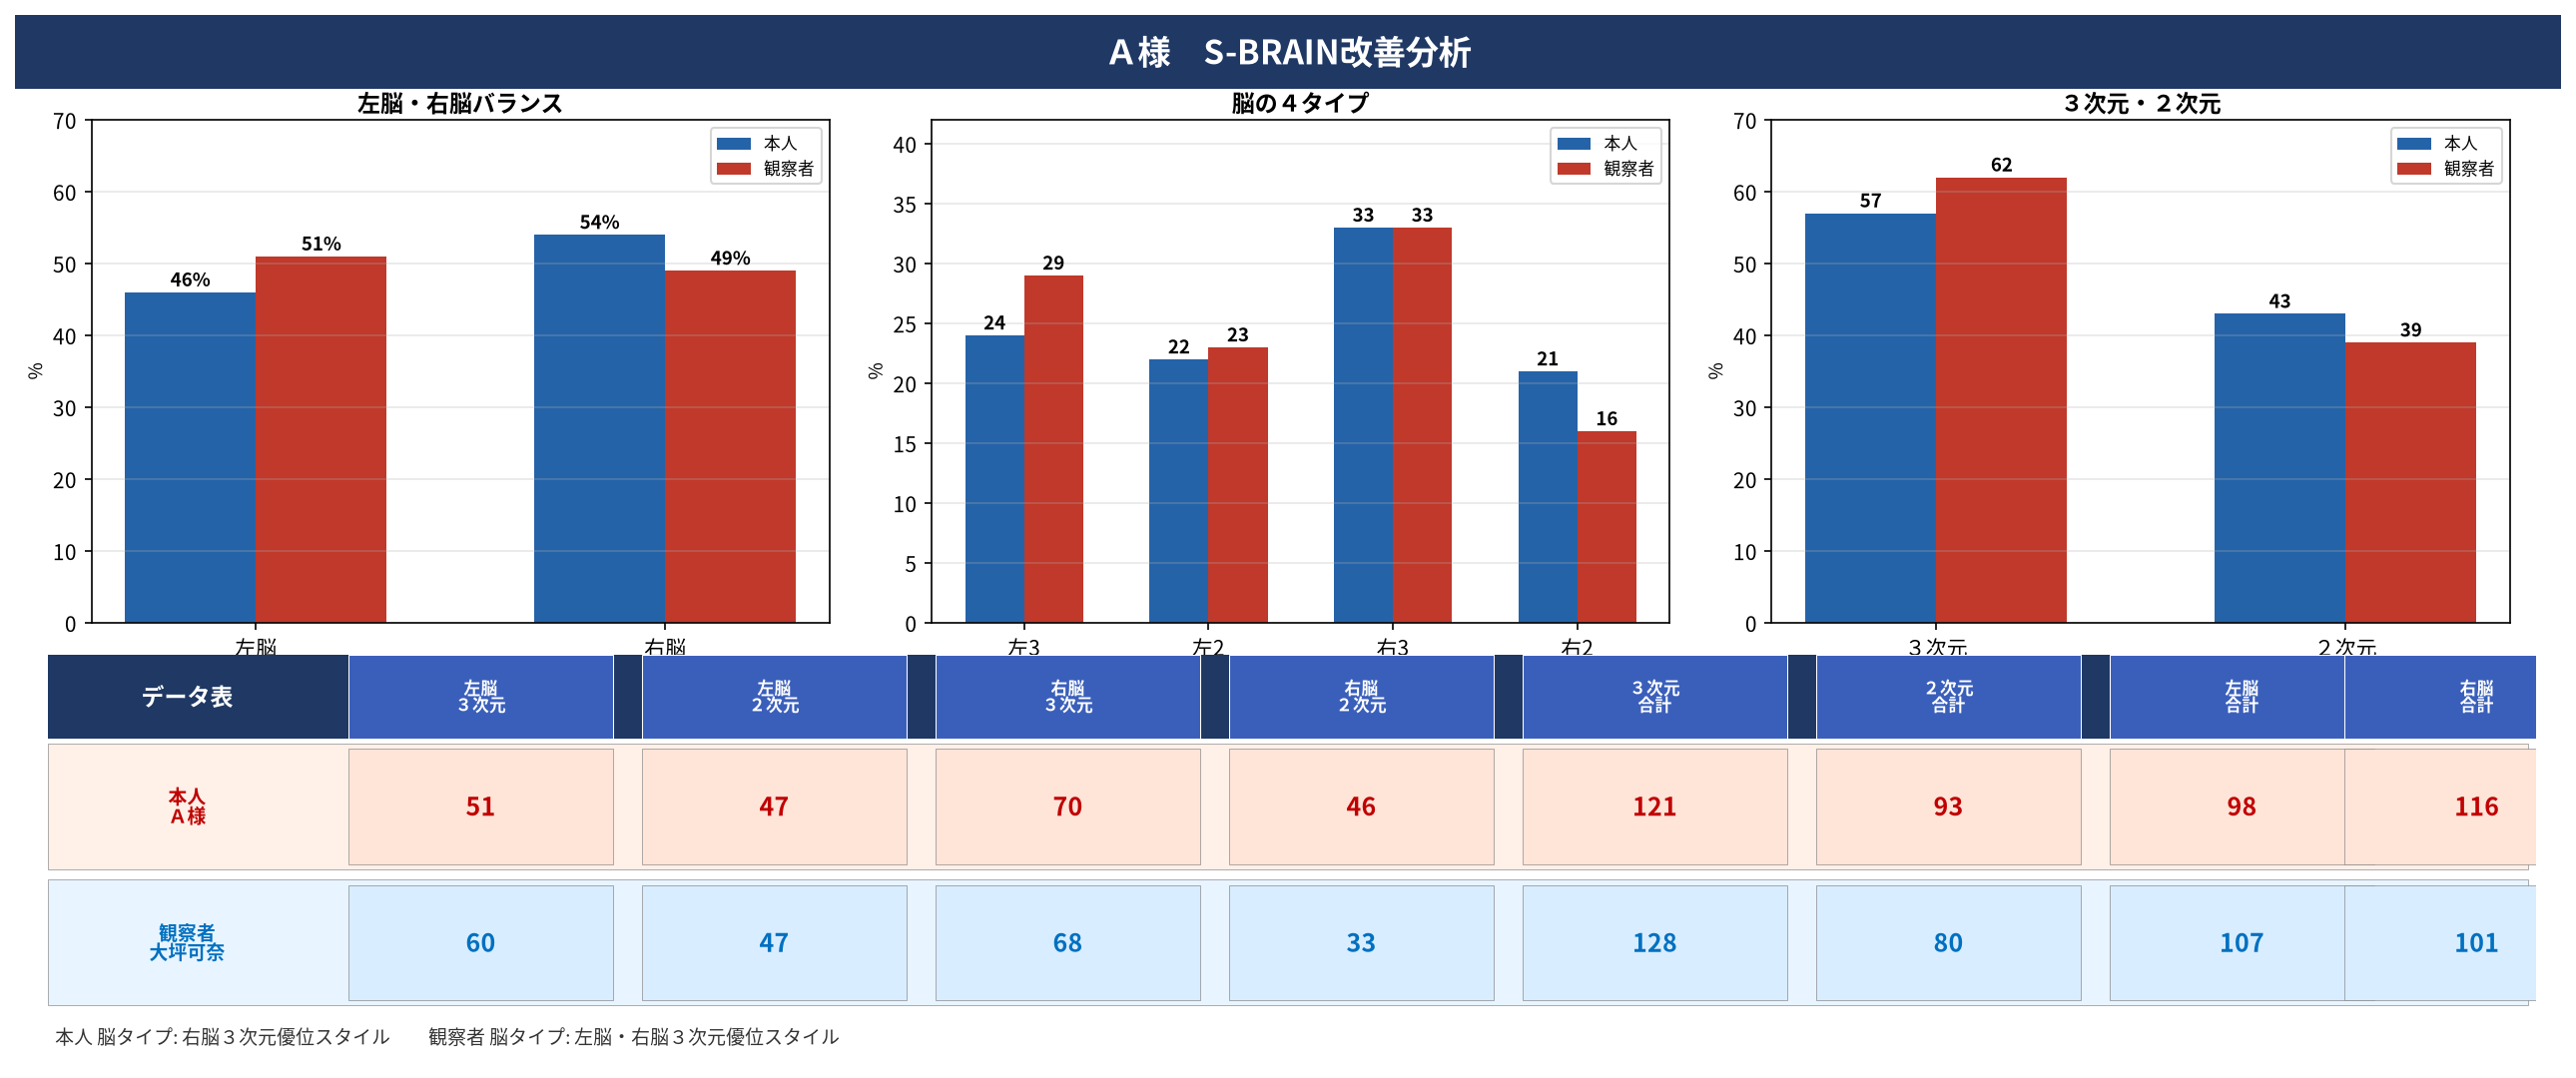 A様　S-BRAIN改善分析
左脳・右脳バランス
70
60
50
40
30
20
10
0
%
46%
51%
54%
49%
本人
観察者
左脳
右脳
脳の４タイプ
40
35
30
25
20
15
10
5
0
%
24
29
22
23
33
33
21
16
本人
観察者
左3
左2
右3
右2
３次元・２次元
70
60
50
40
30
20
10
0
%
57
62
43
39
本人
観察者
３次元
２次元
データ表
左脳
３次元
左脳
２次元
右脳
３次元
右脳
２次元
３次元
合計
２次元
合計
左脳
合計
右脳
合計
本人
A様
51
47
70
46
121
93
98
116
観察者
大坪可奈
60
47
68
33
128
80
107
101
本人 脳タイプ: 右脳３次元優位スタイル　　観察者 脳タイプ: 左脳・右脳３次元優位スタイル